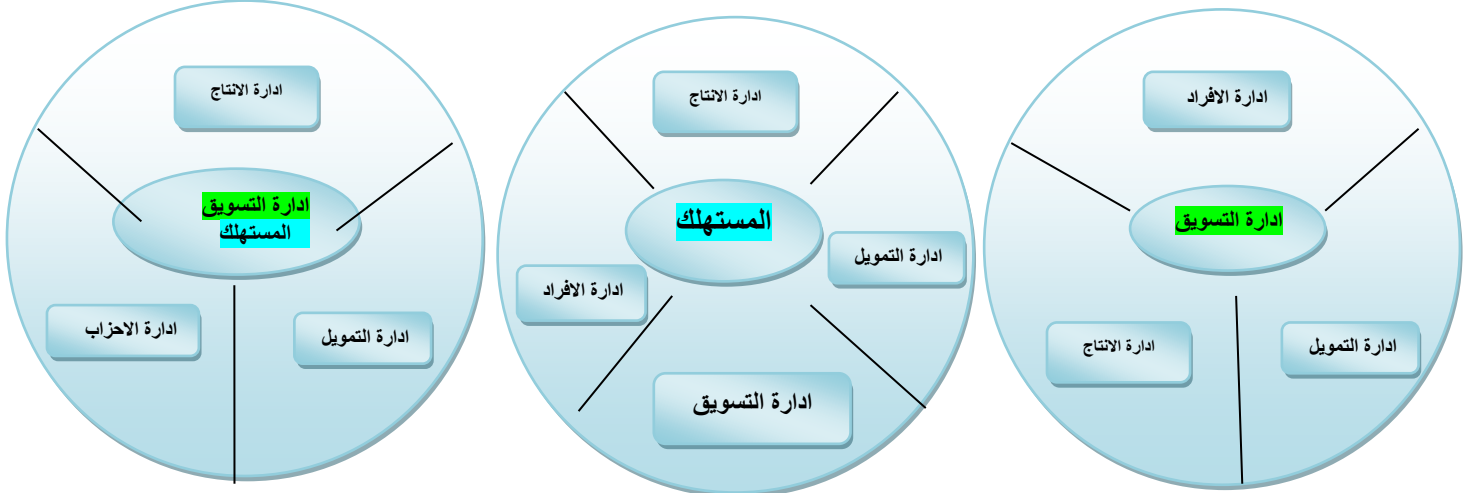 ادارة الافراد
ادارة التسويق
ادارة التمويل
ادارة الانتاج
ادارة الانتاج
المستهلك
ادارة التمويل
ادارة الافراد
ادارة التسويق
ادارة الانتاج
ادارة التسويق
المستهلك
ادارة التمويل
ادارة الاحزاب